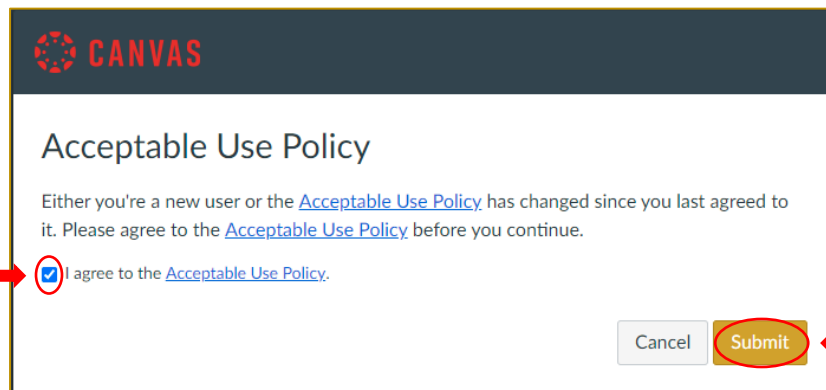 CANVAS
Acceptable Use Policy
Either you're a new user or the Acceptable Use Policy has changed since you last agreed to
it. Please agree to the Acceptable Use Policy before you continue.
I agree to the Acceptable Use Policy.
Cancel Submit